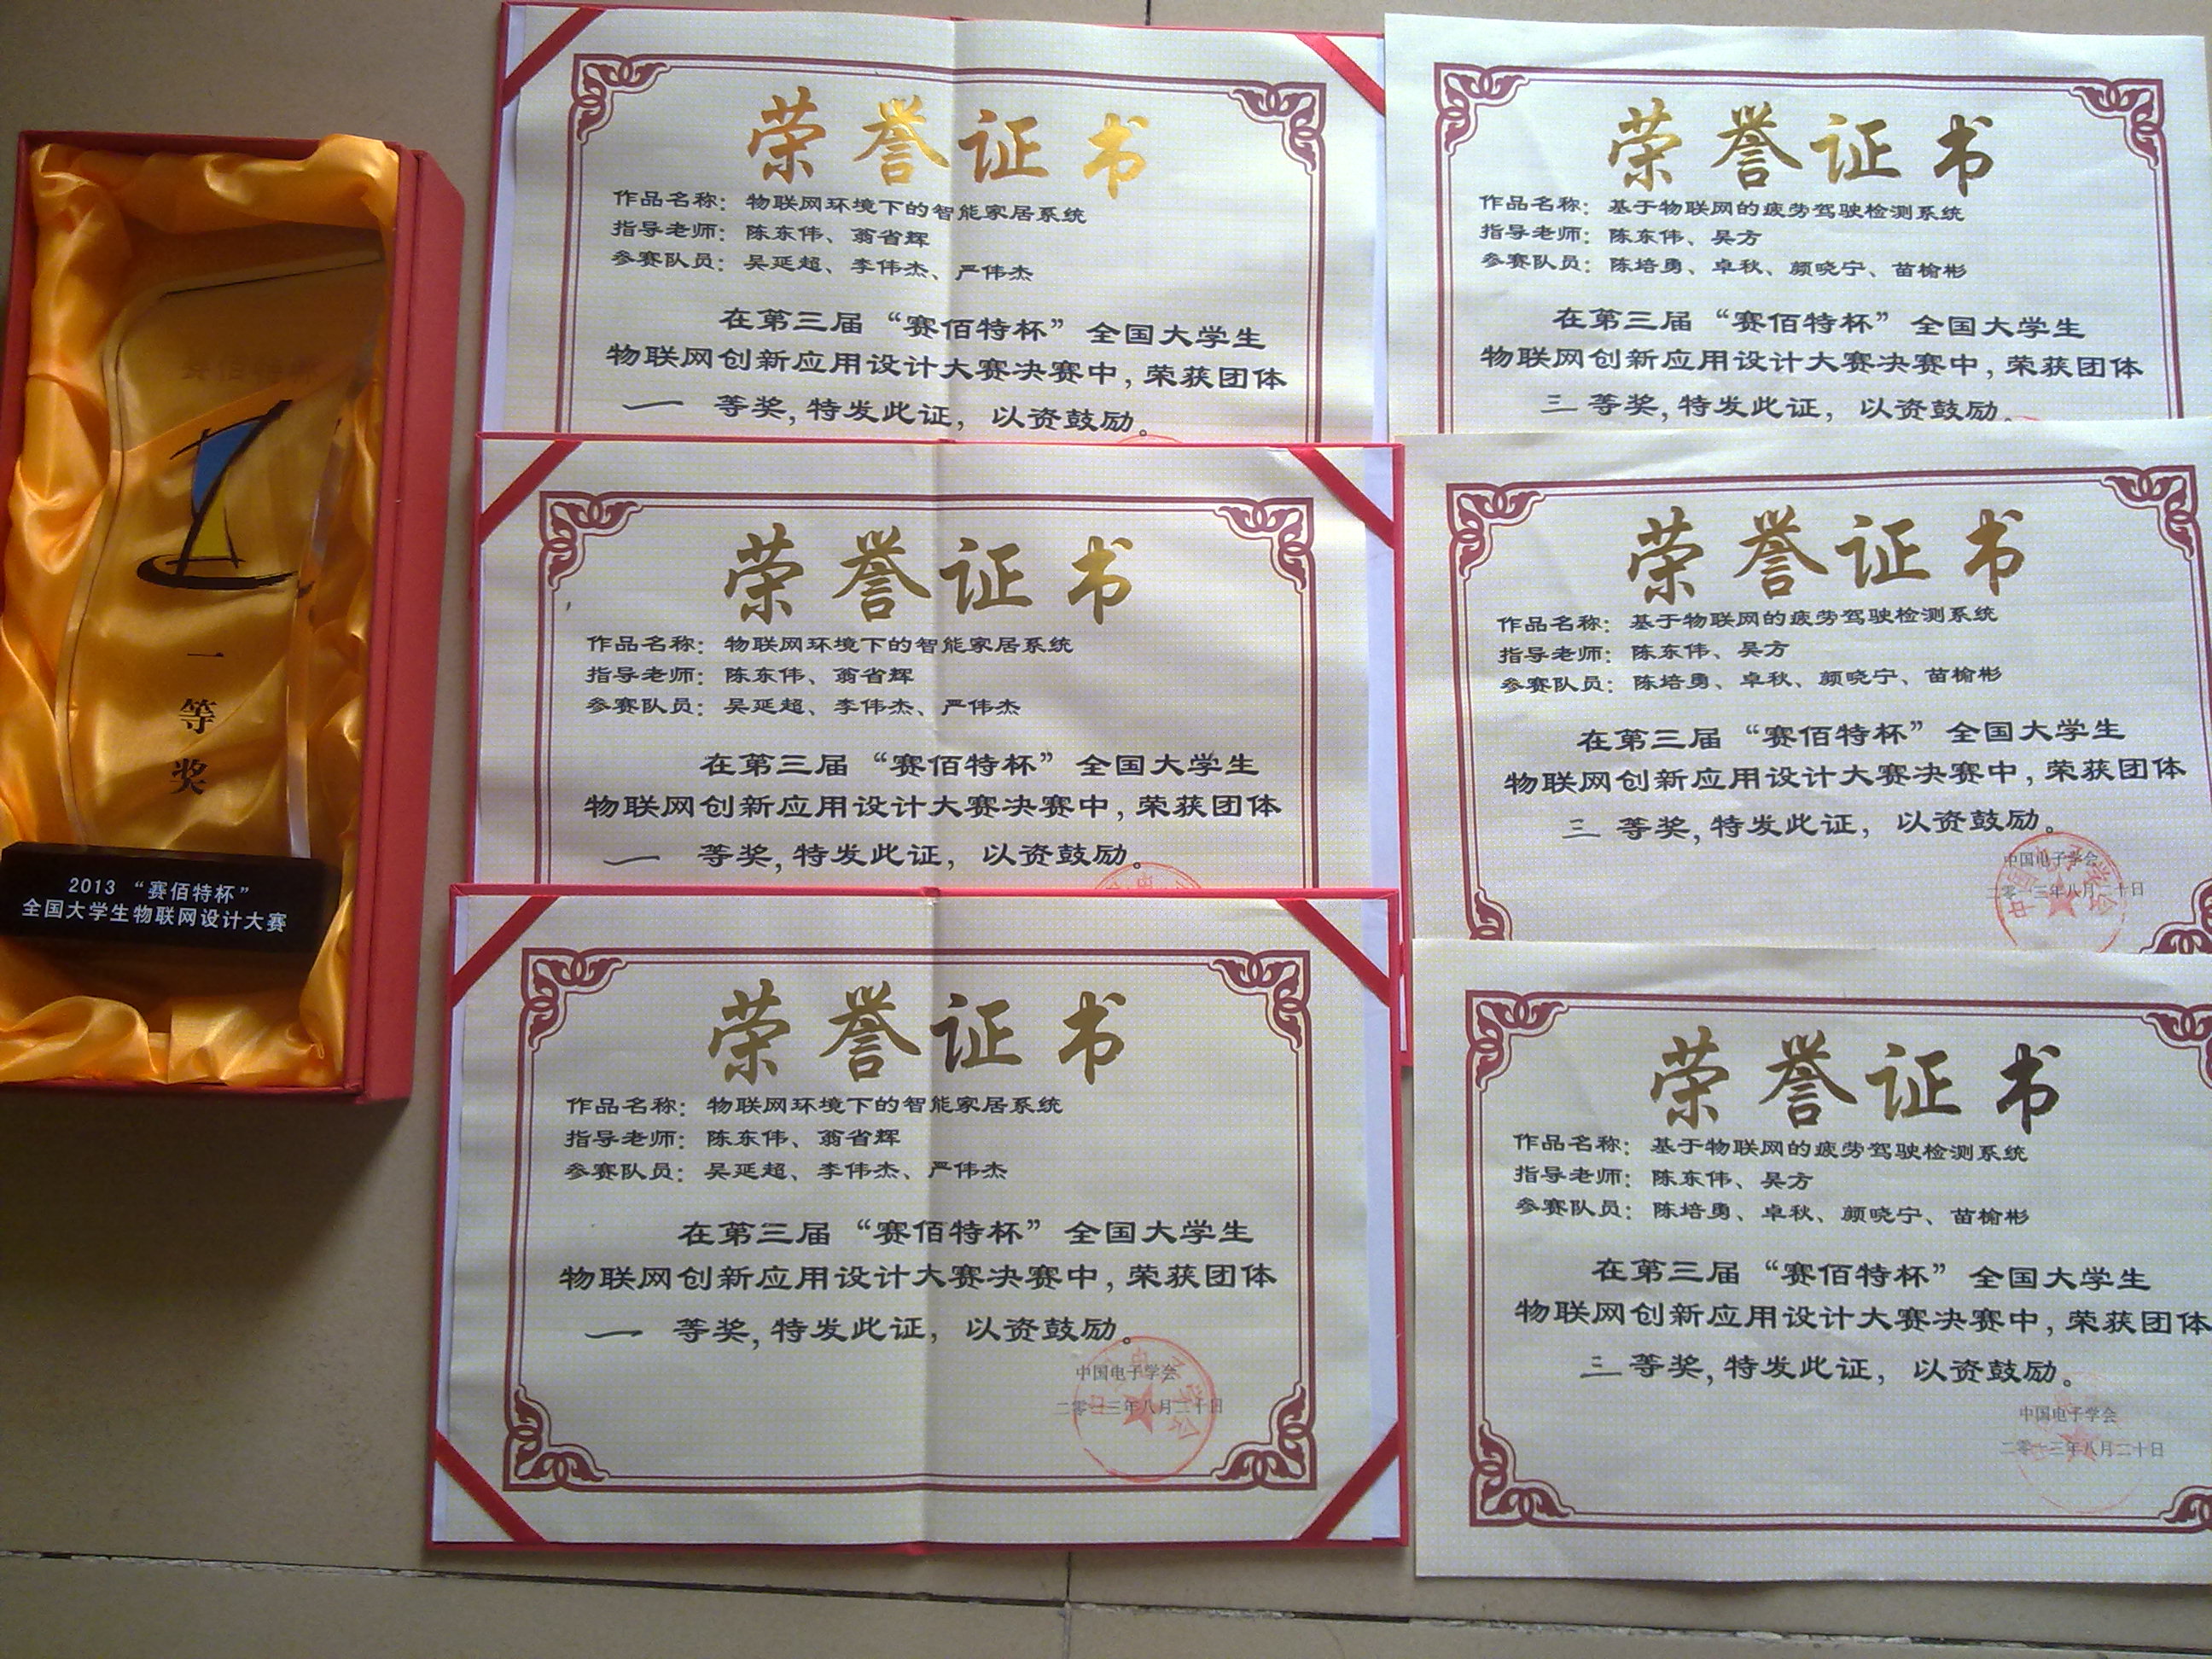 一
等
奖
2013 “赛佰特杯”
全国大学生物联网设计大赛
荣誉证书
作品名称：物联网环境下的智能家居系统
指导老师：陈东伟、翁省辉
参赛队员：吴延超、李伟杰、严伟杰
在第三届“赛佰特杯”全国大学生
物联网创新应用设计大赛决赛中，荣获团体
一 等奖，特发此证，以资鼓励。
荣誉证书
作品名称：物联网环境下的智能家居系统
指导老师：陈东伟、翁省辉
参赛队员：吴延超、李伟杰、严伟杰
在第三届“赛佰特杯”全国大学生
物联网创新应用设计大赛决赛中，荣获团体
一 等奖，特发此证，以资鼓励。
荣誉证书
作品名称：物联网环境下的智能家居系统
指导老师：陈东伟、翁省辉
参赛队员：吴延超、李伟杰、严伟杰
在第三届“赛佰特杯”全国大学生
物联网创新应用设计大赛决赛中，荣获团体
一 等奖，特发此证，以资鼓励。
中国电子学会
二零一三年八月二十日
荣誉证书
作品名称：基于物联网的疲劳驾驶检测系统
指导老师：陈东伟、吴方
参赛队员：陈培勇、卓秋、颜晓宁、苗榆彬
在第三届“赛佰特杯”全国大学生
物联网创新应用设计大赛决赛中，荣获团体
三 等奖，特发此证，以资鼓励。
荣誉证书
作品名称：基于物联网的疲劳驾驶检测系统
指导老师：陈东伟、吴方
参赛队员：陈培勇、卓秋、颜晓宁、苗榆彬
在第三届“赛佰特杯”全国大学生
物联网创新应用设计大赛决赛中，荣获团体
三 等奖，特发此证，以资鼓励。
中国电子学会
二零一三年八月二十日
荣誉证书
作品名称：基于物联网的疲劳驾驶检测系统
指导老师：陈东伟、吴方
参赛队员：陈培勇、卓秋、颜晓宁、苗榆彬
在第三届“赛佰特杯”全国大学生
物联网创新应用设计大赛决赛中，荣获团体
三 等奖，特发此证，以资鼓励。
中国电子学会
二零一三年八月二十日